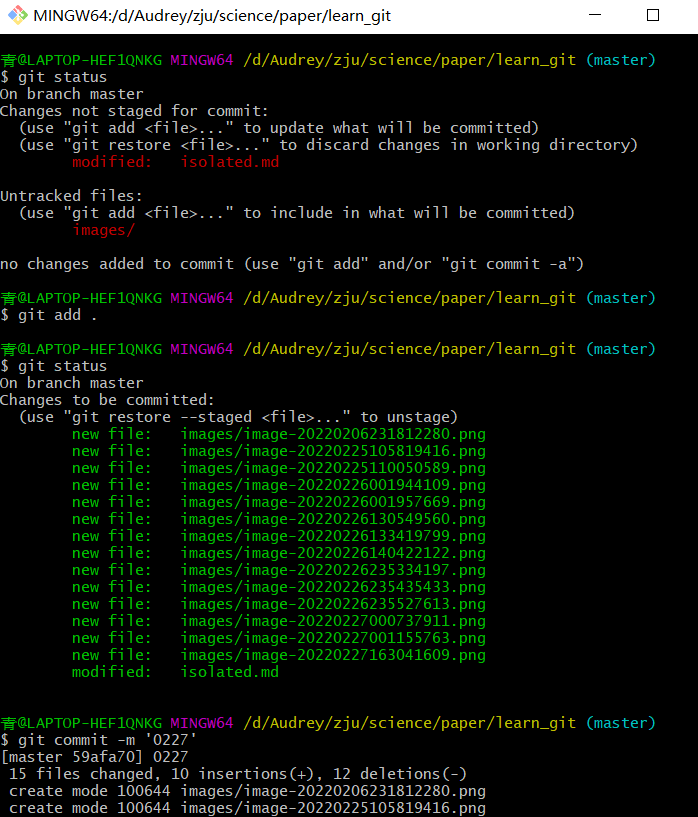 MINGW64:/d/Audrey/zju/science/paper/learn_git
青@LAPTOP-HEF1QNKG MINGW64 /d/Audrey/zju/science/paper/learn_git (master)
$ git status
On branch master
Changes not staged for commit:
  (use "git add <file>..." to update what will be committed)
  (use "git restore <file>..." to discard changes in working directory)
        modified:   isolated.md
Untracked files:
  (use "git add <file>..." to include in what will be committed)
        images/
no changes added to commit (use "git add" and/or "git commit -a")
青@LAPTOP-HEF1QNKG MINGW64 /d/Audrey/zju/science/paper/learn_git (master)
$ git add .
青@LAPTOP-HEF1QNKG MINGW64 /d/Audrey/zju/science/paper/learn_git (master)
$ git status
On branch master
Changes to be committed:
  (use "git restore --staged <file>..." to unstage)
        new file:   images/image-20220206231812280.png
        new file:   images/image-20220225105819416.png
        new file:   images/image-20220225110050589.png
        new file:   images/image-20220226001944109.png
        new file:   images/image-20220226001957669.png
        new file:   images/image-20220226130549560.png
        new file:   images/image-20220226133419799.png
        new file:   images/image-20220226140422122.png
        new file:   images/image-20220226235334197.png
        new file:   images/image-20220226235435433.png
        new file:   images/image-20220226235527613.png
        new file:   images/image-20220227000737911.png
        new file:   images/image-20220227001155763.png
        new file:   images/image-20220227163041609.png
        modified:   isolated.md
青@LAPTOP-HEF1QNKG MINGW64 /d/Audrey/zju/science/paper/learn_git (master)
$ git commit -m '0227'
[master 59afa70] 0227
 15 files changed, 10 insertions(+), 12 deletions(-)
 create mode 100644 images/image-20220206231812280.png
 create mode 100644 images/image-20220225105819416.png